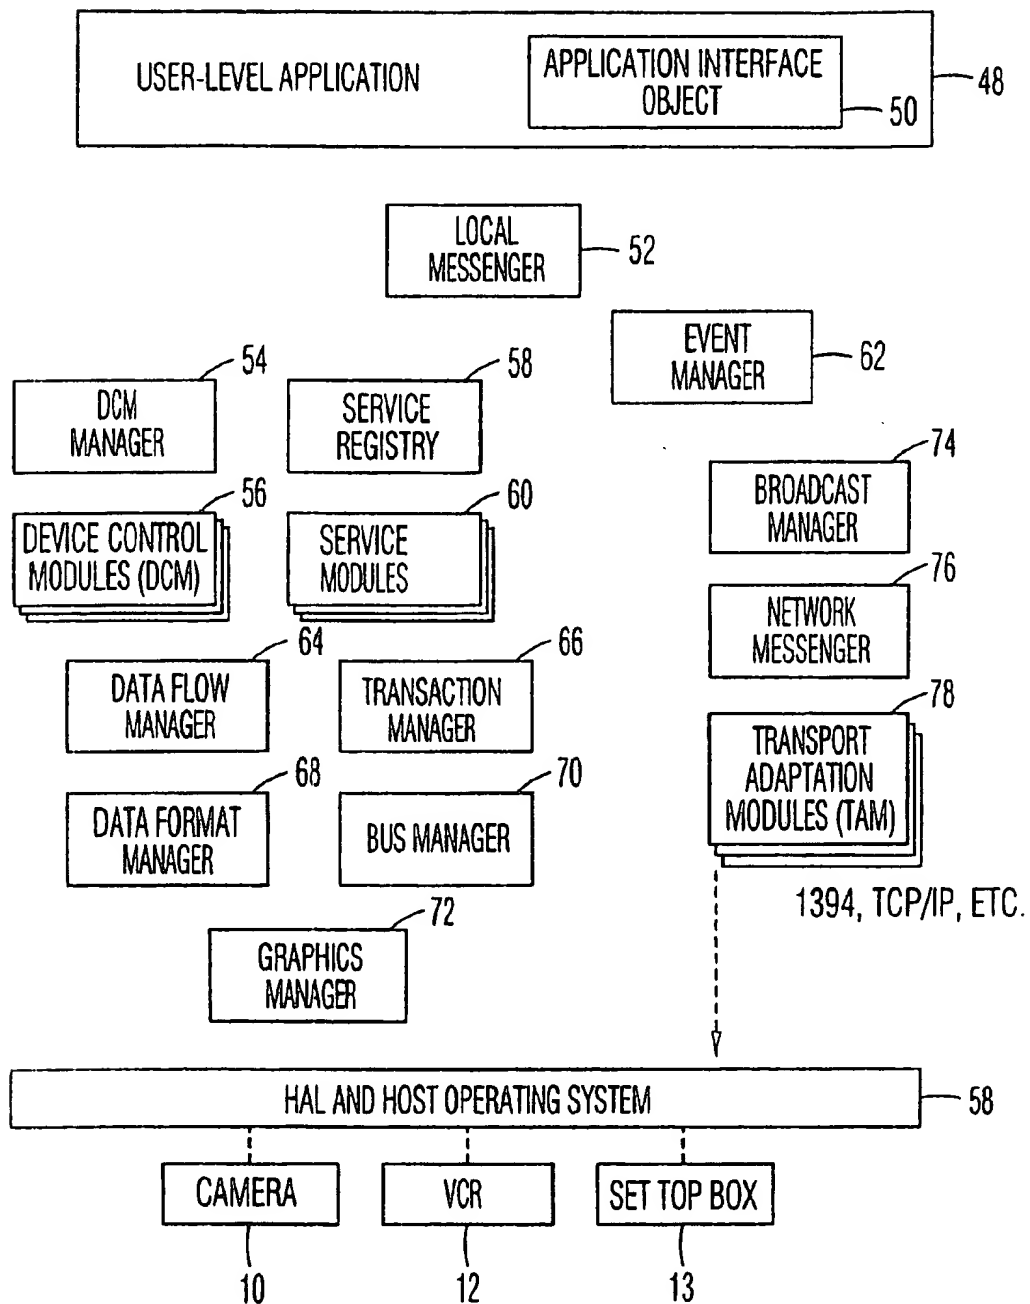 USER-LEVEL APPLICATION
APPLICATION INTERFACE
OBJECT
48
50
LOCAL
MESSENGER
52
EVENT
MANAGER
62
54
DCM
MANAGER
58
SERVICE
REGISTRY
74
BROADCAST
MANAGER
56
DEVICE CONTROL
MODULES (DCM)
60
SERVICE
MODULES
76
NETWORK
MESSENGER
64
DATA FLOW
MANAGER
66
TRANSACTION
MANAGER
78
TRANSPORT
ADAPTATION
MODULES (TAM)
68
DATA FORMAT
MANAGER
70
BUS MANAGER
1394, TCP/IP, ETC.
72
GRAPHICS
MANAGER
HAL AND HOST OPERATING SYSTEM
58
CAMERA
VCR
SET TOP BOX
10
12
13